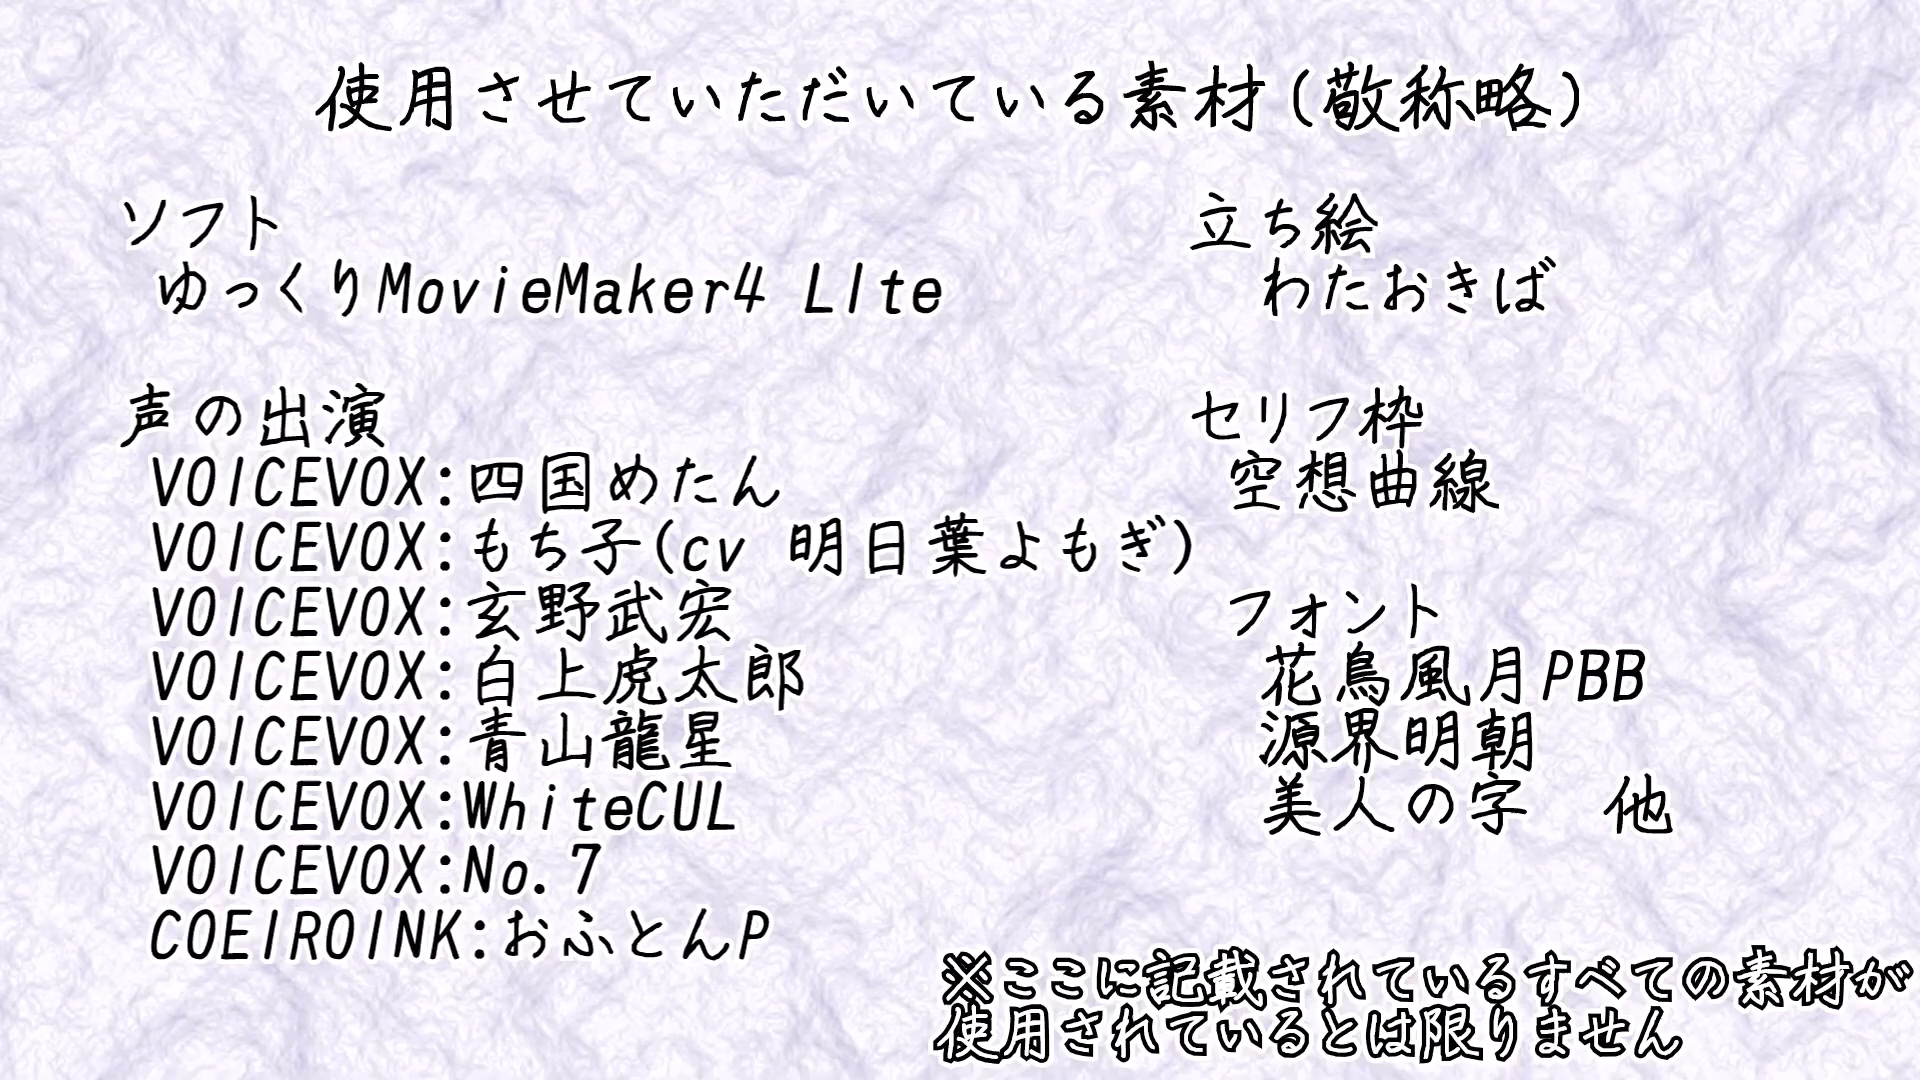 使用させていただいている素材(敬称略)
ソフト
ゆっくりMovieMaker4 LIte
声の出演
VOICEVOX:四国めたん
VOICEVOX:もち子(cv 明日葉よもぎ)
VOICEVOX:玄野武宏
VOICEVOX:白上虎太郎
VOICEVOX:青山龍星
VOICEVOX:WhiteCUL
VOICEVOX:No.7
COEIROINK:おふとんP
立ち絵
わたおきば
セリフ枠
空想曲線
フォント
花鳥風月PBB
源界明朝
美人の字　他
※ここに記載されているすべての素材が
使用されているとは限りません